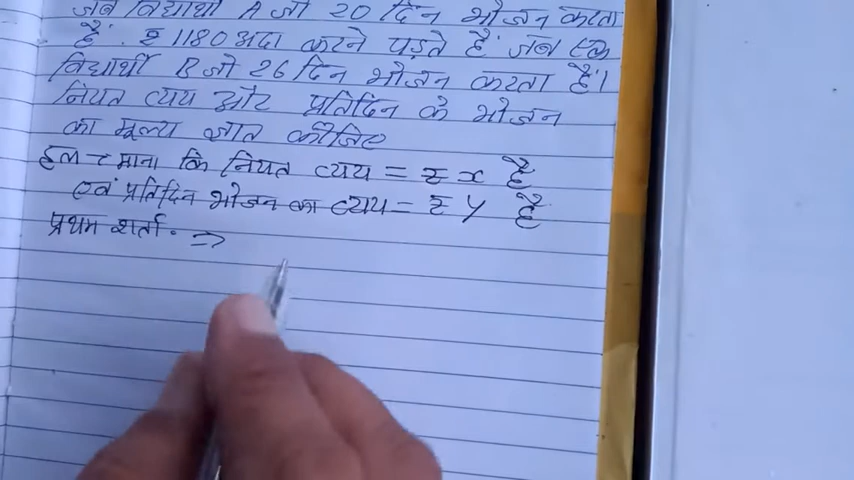 जब विद्यार्थी A जो 20 दिन भोजन करता
है. ₹ 1180 अदा करने पड़ते हैं जब एक
विद्यार्थी B जो 26 दिन भोजन करता है।
नियत व्यय और प्रतिदिन के भोजन
का मूल्य ज्ञात कीजिए
हल → माना कि नियत व्यय = ₹ x है
एवं प्रतिदिन भोजन का व्यय = ₹ y है
प्रथम शर्त. ⇒